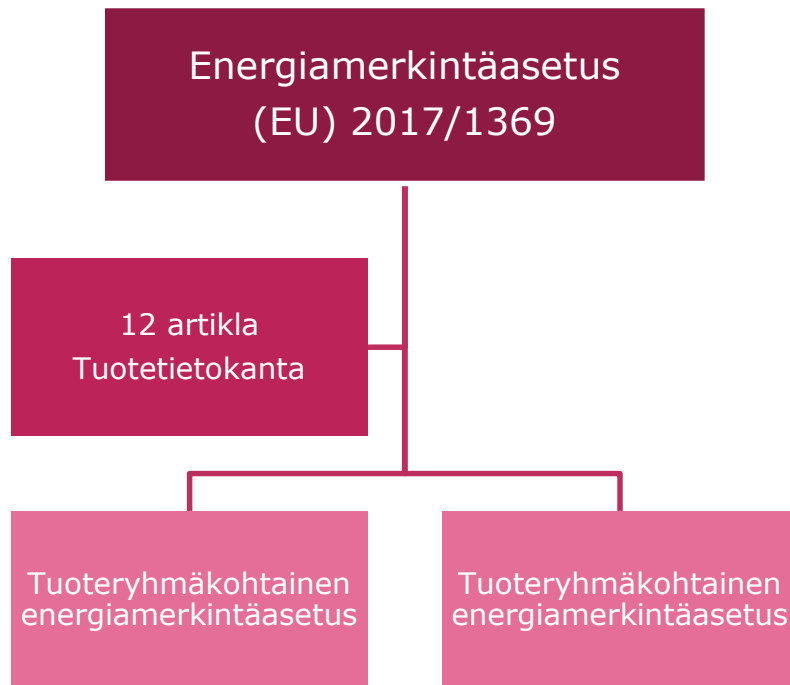 Energiamerkintäasetus
(EU) 2017/1369
12 artikla
Tuotetietokanta
Tuoteryhmäkohtainen
energiamerkintäasetus
Tuoteryhmäkohtainen
energiamerkintäasetus